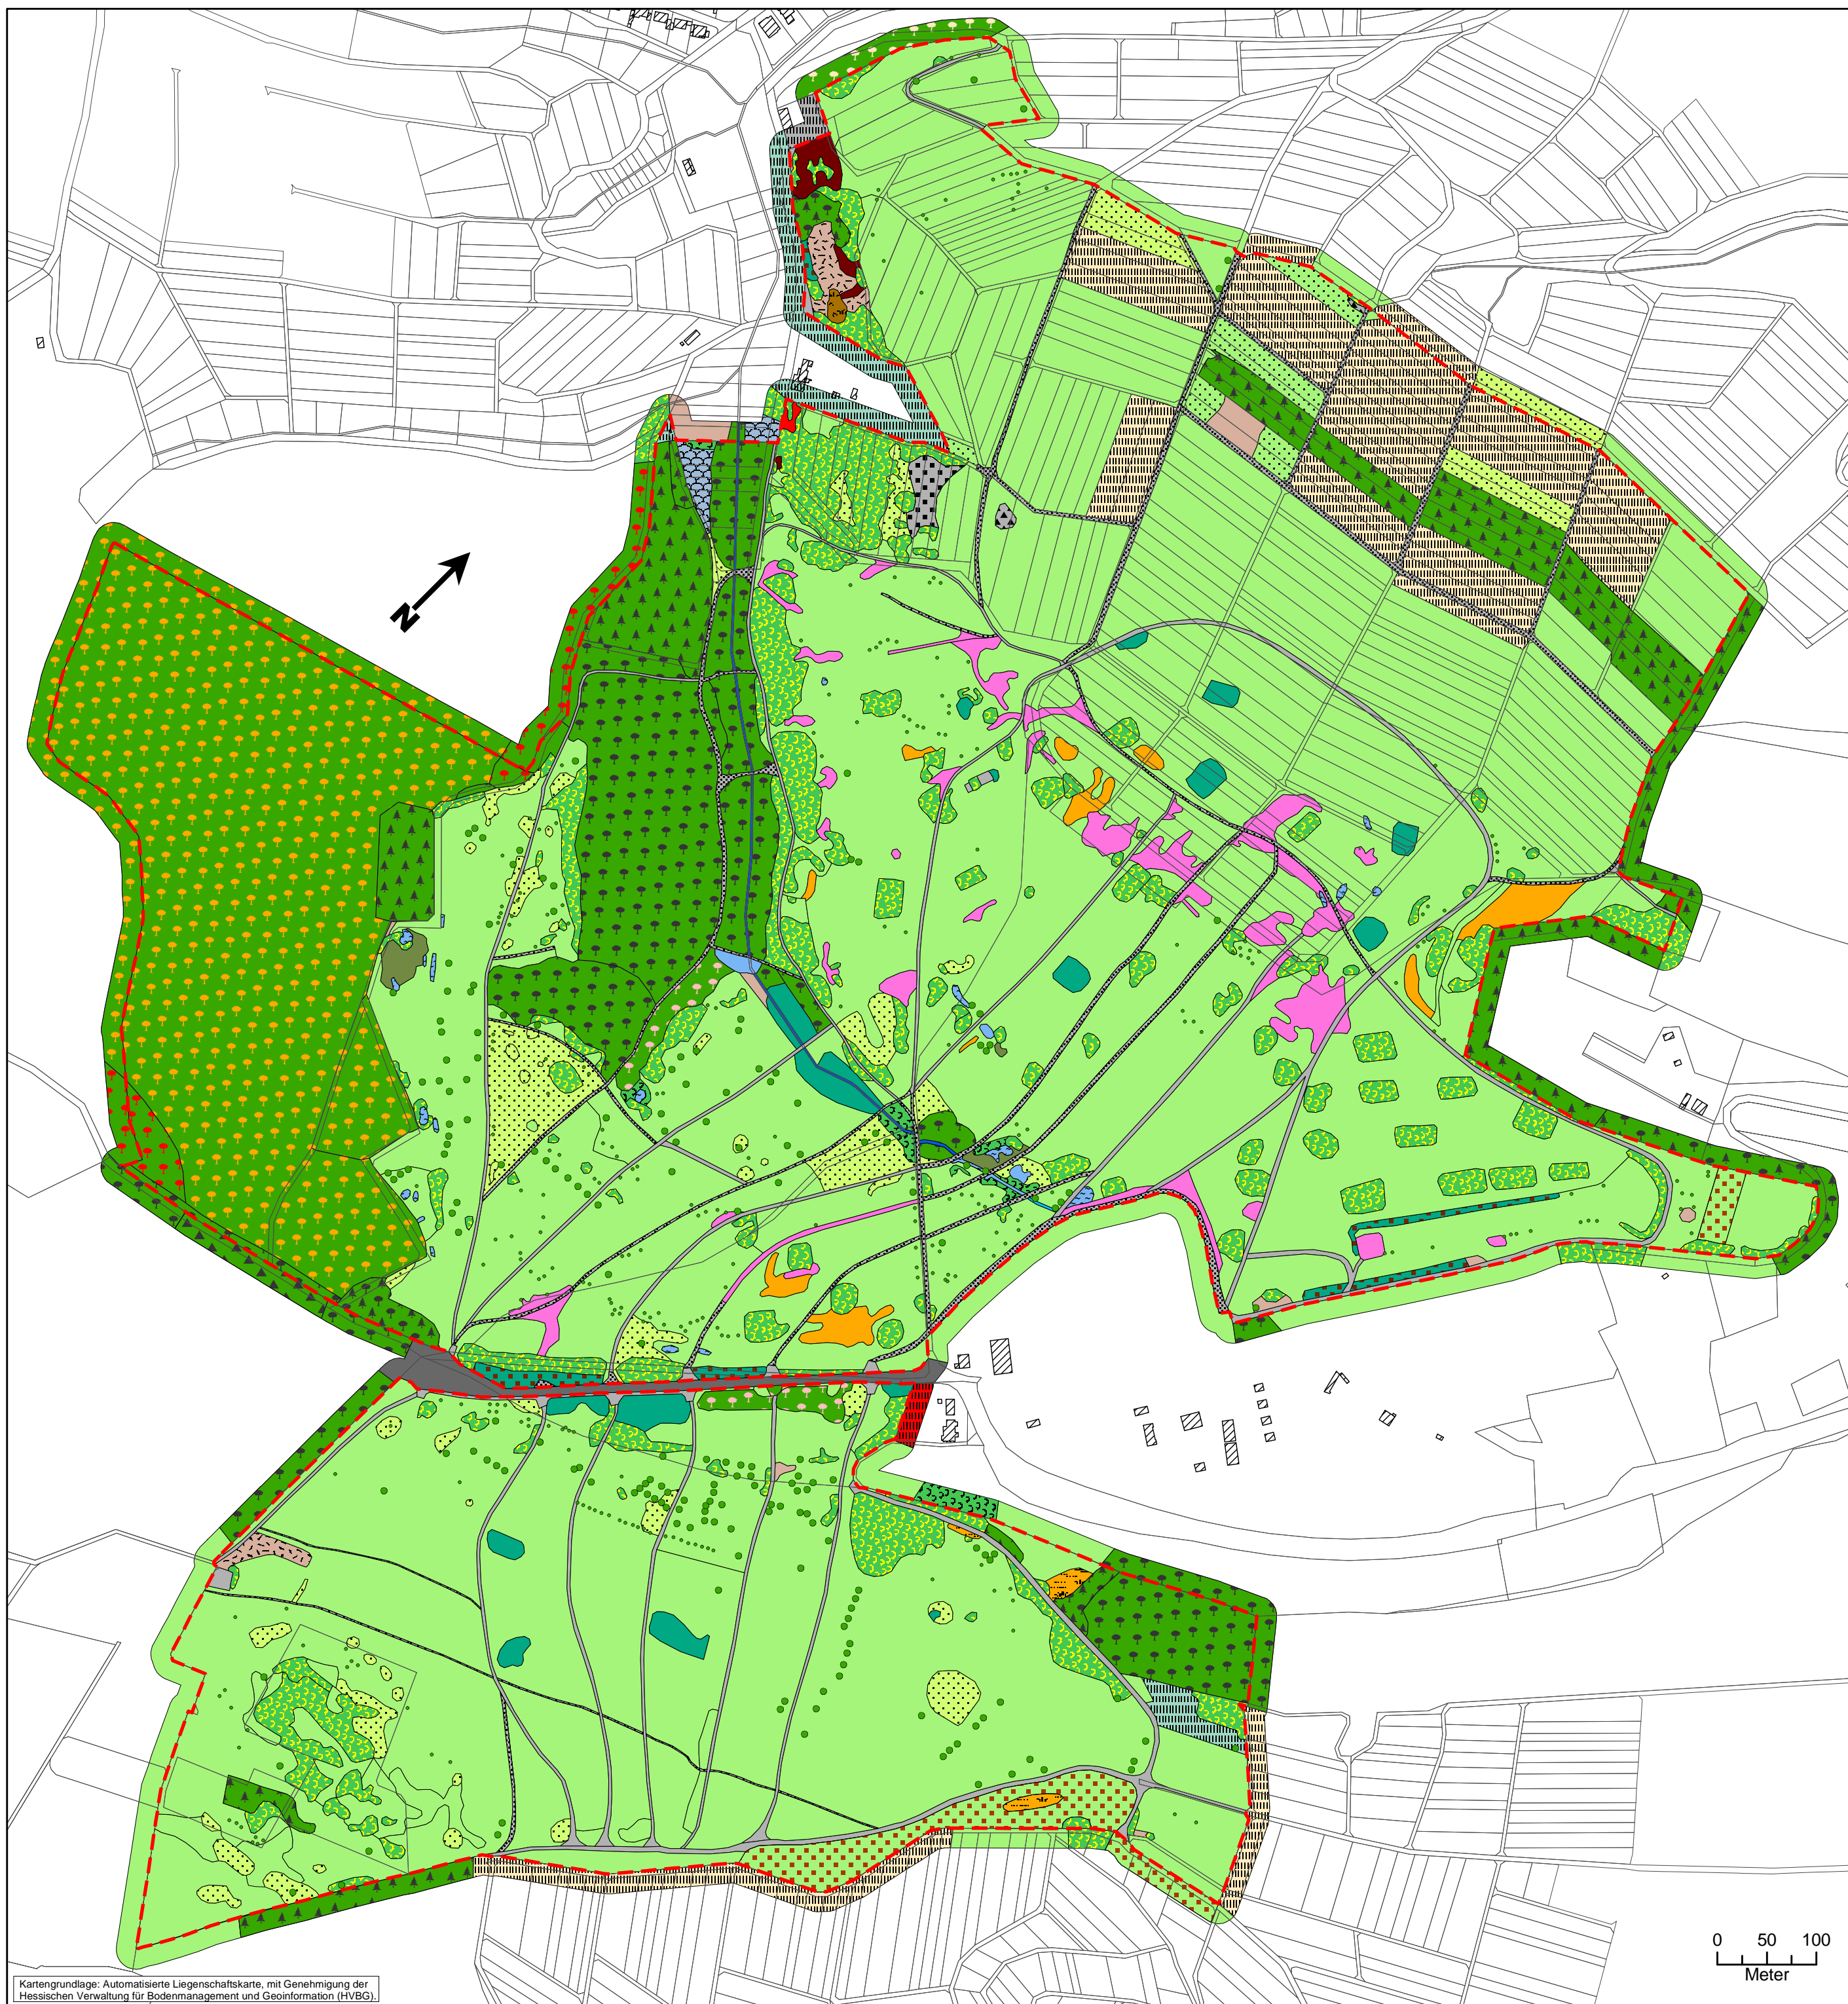 N
0 50 100
Meter
Kartengrundlage: Automatisierte Liegenschaftskarte, mit Genehmigung der
Hessischen Verwaltung für Bodenmanagement und Geoinformation (HVBG).